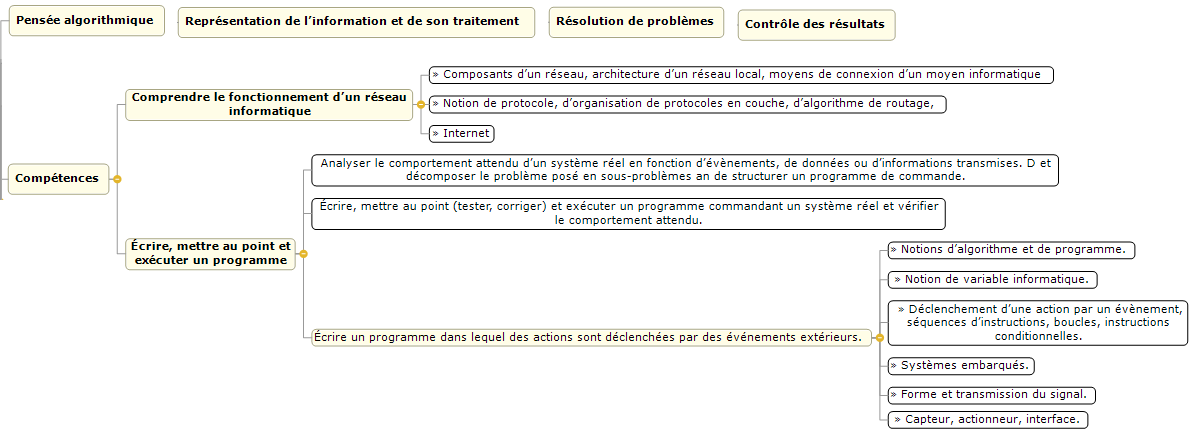 Pensée algorithmique
Représentation de l’information et de son traitement
Résolution de problèmes
Contrôle des résultats
Compétences
Comprendre le fonctionnement d’un réseau
informatique
» Composants d’un réseau, architecture d’un réseau local, moyens de connexion d’un moyen informatique
» Notion de protocole, d’organisation de protocoles en couche, d’algorithme de routage,
» Internet
Écrire, mettre au point et
exécuter un programme
Analyser le comportement attendu d’un système réel en fonction d’évènements, de données ou d’informations transmises. D et
décomposer le problème posé en sous-problèmes an de structurer un programme de commande.
Écrire, mettre au point (tester, corriger) et exécuter un programme commandant un système réel et vérifier
le comportement attendu.
Écrire un programme dans lequel des actions sont déclenchées par des événements extérieurs.
» Notions d’algorithme et de programme.
» Notion de variable informatique.
» Déclenchement d’une action par un évènement,
séquences d’instructions, boucles, instructions
conditionnelles.
» Systèmes embarqués.
» Forme et transmission du signal.
» Capteur, actionneur, interface.